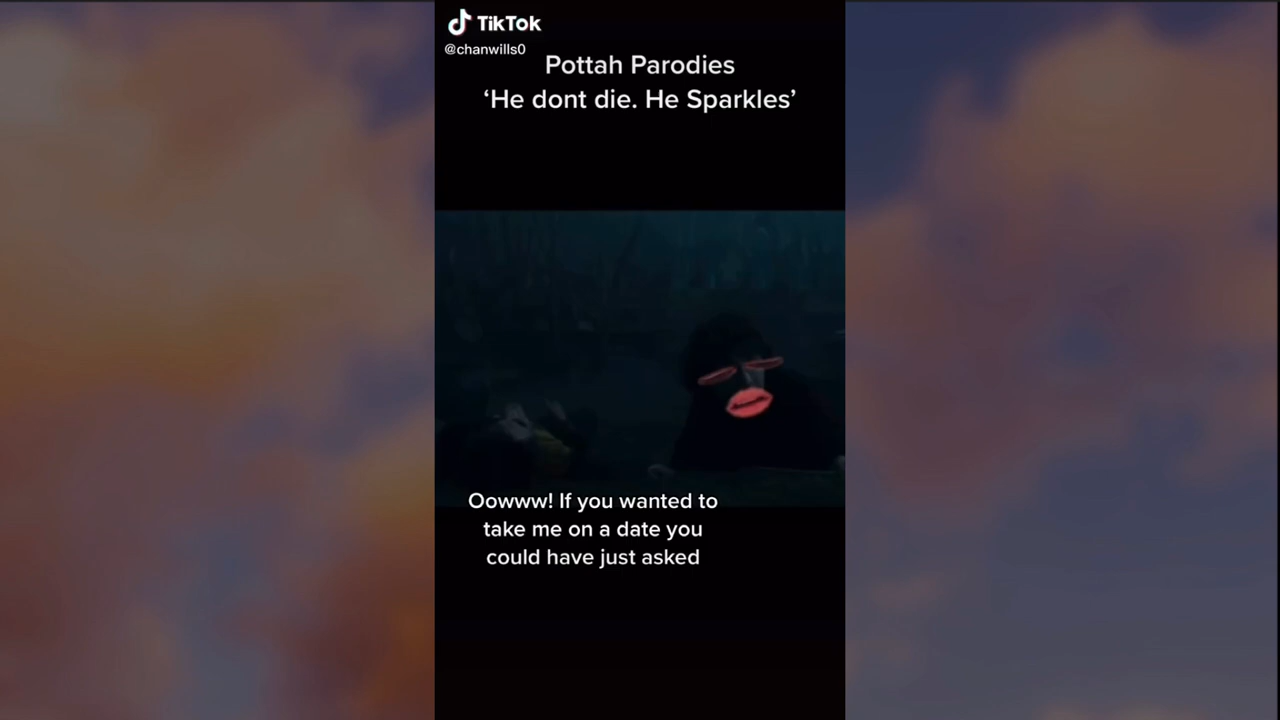 TikTok
@chanwills0
Pottah Parodies
‘He dont die. He Sparkles’
Oowww! If you wanted to
take me on a date you
could have just asked